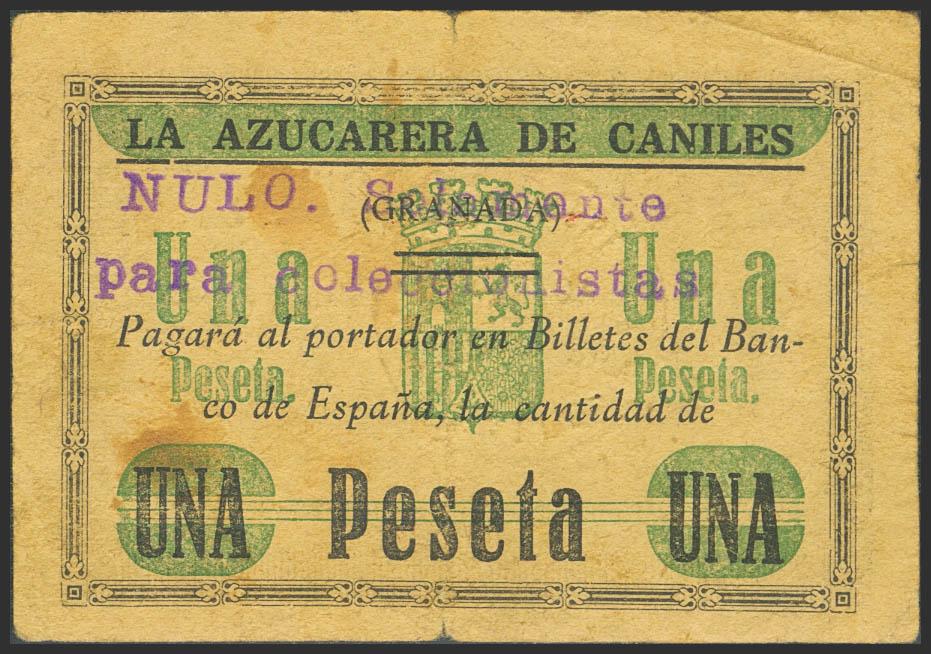 LA AZUCARERA DE CANILES
NULO. Solamente
(GRANADA)
Una Una
para colecionistas
Pagará al portador en Billetes del Ban-
Peseta. Peseta.
co de España, la cantidad de
UNA Peseta UNA